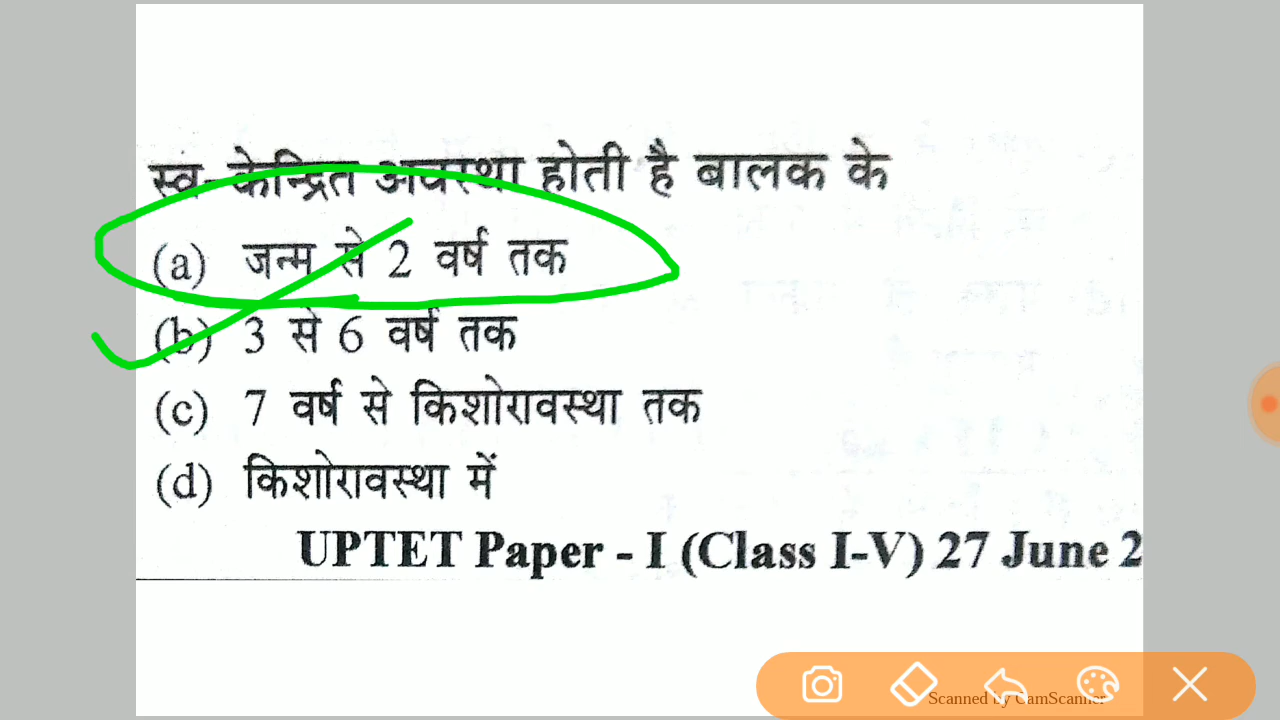 स्व- केन्द्रित अवस्था होती है बालक के
(a) जन्म से 2 वर्ष तक
(b) 3 से 6 वर्ष तक
(c) 7 वर्ष से किशोरावस्था तक
(d) किशोरावस्था में
UPTET Paper - I (Class I-V) 27 June 2
Scanned by CamScanner